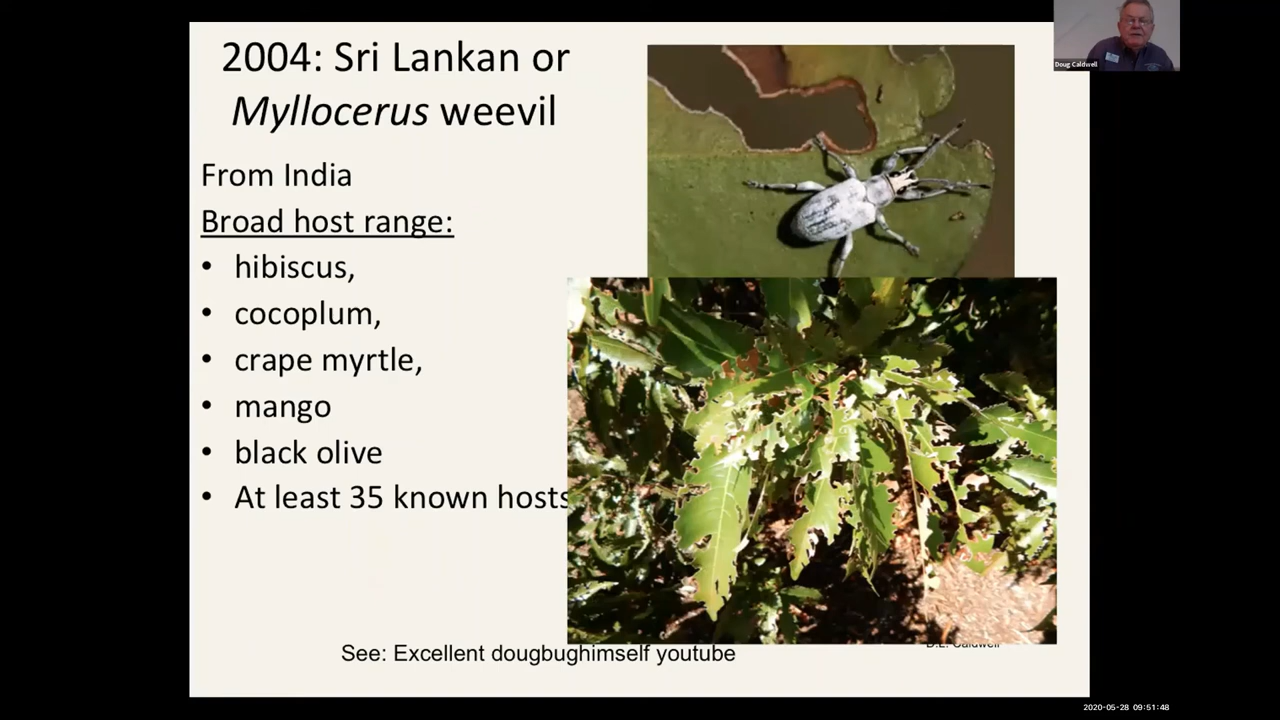 2004: Sri Lankan or
Myllocerus weevil
Doug Caldwell
From India
Broad host range:
• hibiscus,
• cocoplum,
• crape myrtle,
• mango
• black olive
• At least 35 known hosts
D.L. Caldwell
See: Excellent dougbughimself youtube
2020-05-28 09:51:48